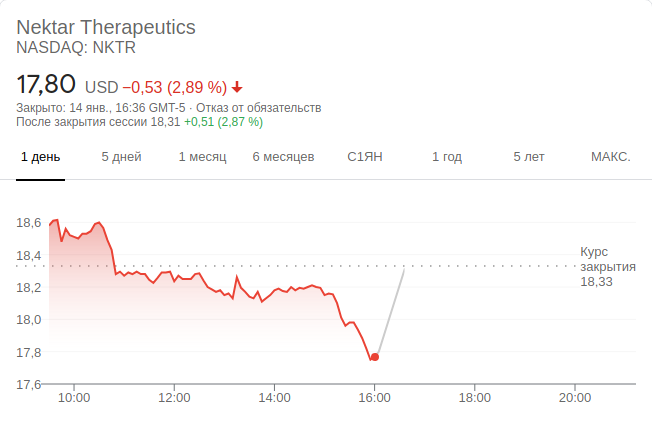 Nektar Therapeutics
NASDAQ: NKTR
17,80 USD −0,53 (2,89 %)
Закрыто: 14 янв., 16:36 GMT-5 · Отказ от обязательств
После закрытия сессии 18,31 +0,51 (2,87 %)
1 день 5 дней 1 месяц 6 месяцев С1ЯН 1 год 5 лет МАКС.
18,6
18,4
18,2
18,0
17,8
17,6
Курс
закрытия
18,33
10:00 12:00 14:00 16:00 18:00 20:00